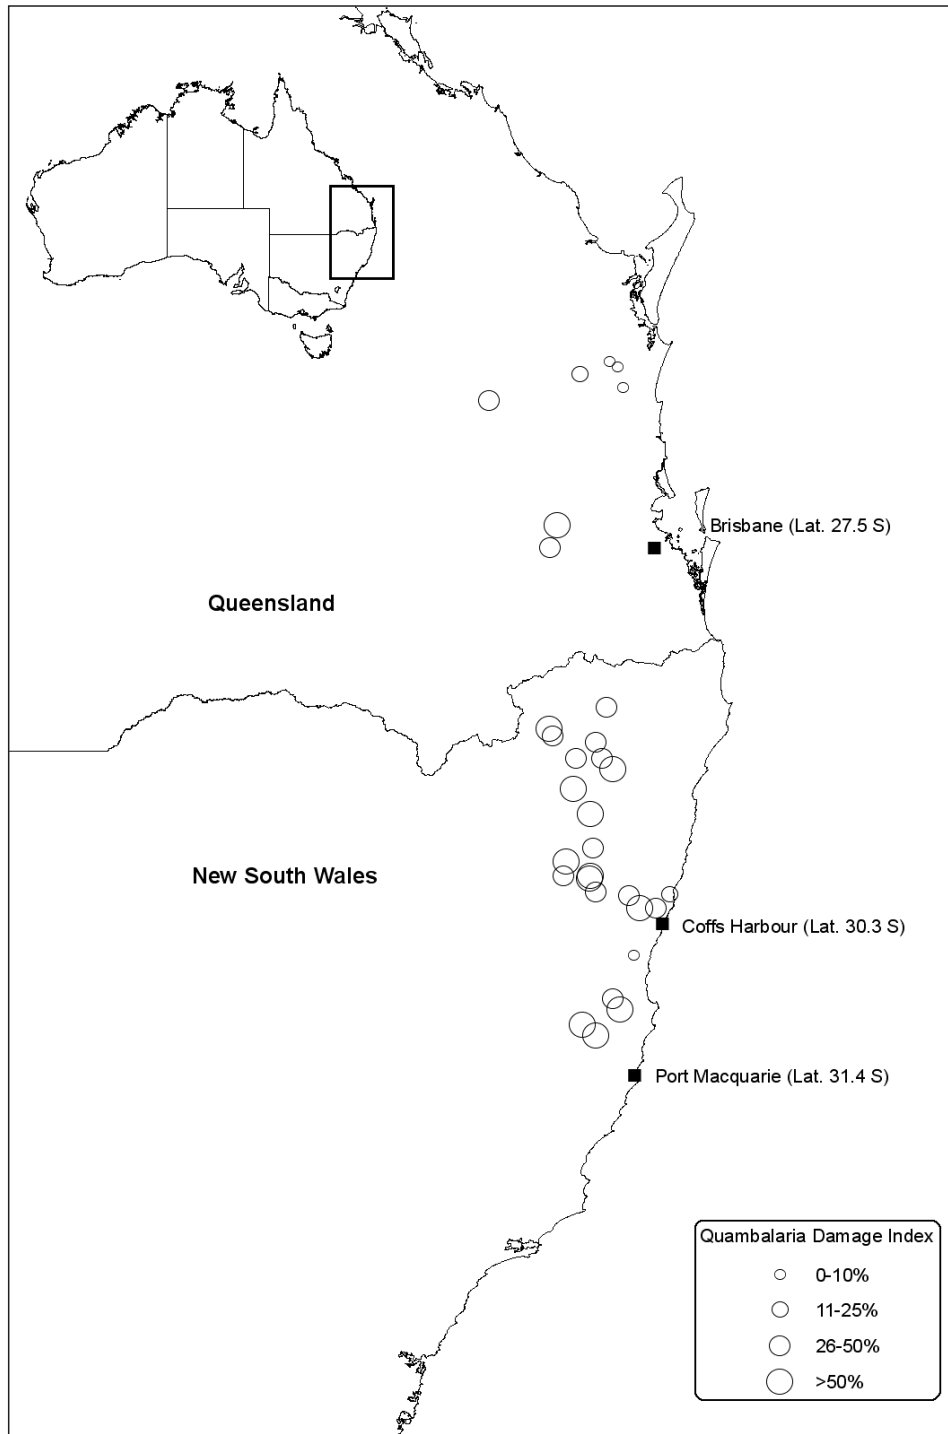 Brisbane (Lat. 27.5 S)
Queensland
New South Wales
Coffs Harbour (Lat. 30.3 S)
Port Macquarie (Lat. 31.4 S)
Quambalaria Damage Index
0-10%
11-25%
26-50%
>50%